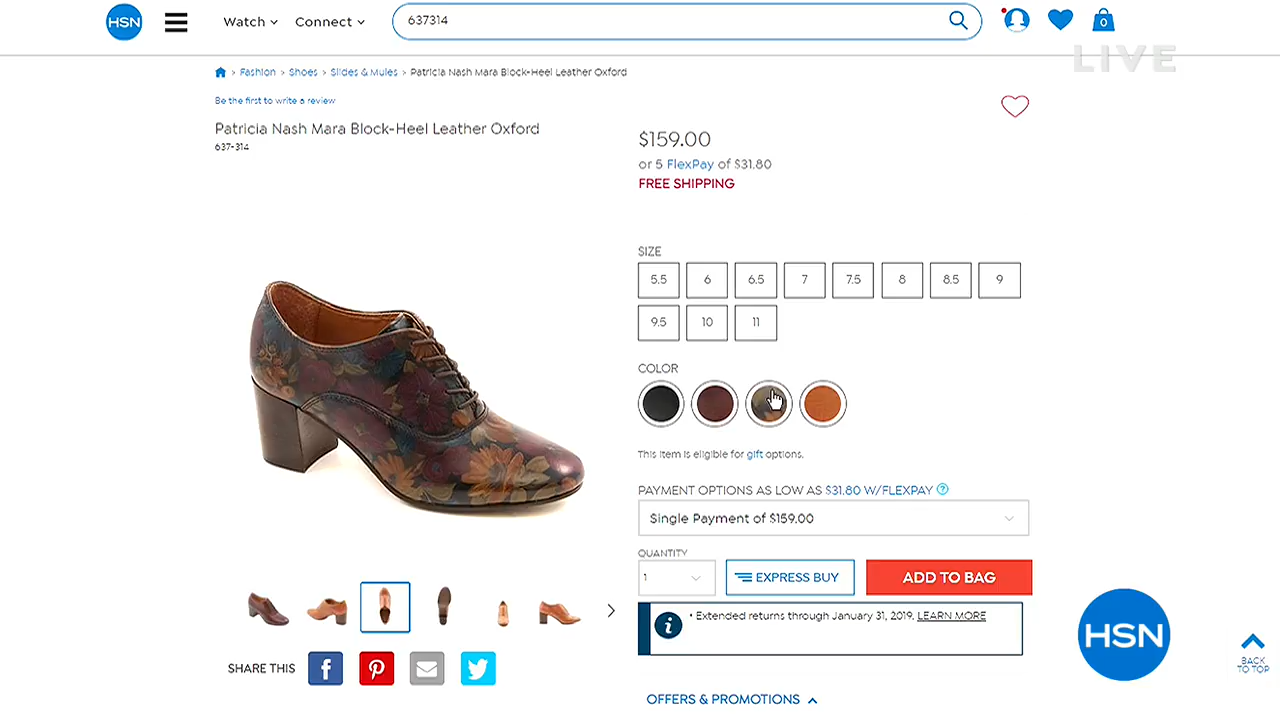 HSN
Watch
Connect
637314
0
LIVE
> Fashion > Shoes > Slides & Mules > Patricia Nash Mara Block-Heel Leather Oxford
Be the first to write a review
Patricia Nash Mara Block-Heel Leather Oxford
637-314
$159.00
or 5 FlexPay of $31.80
FREE SHIPPING
SIZE
5.5 6 6.5 7 7.5 8 8.5 9
9.5 10 11
COLOR
This item is eligible for gift options.
PAYMENT OPTIONS AS LOW AS $31.80 W/FLEXPAY ?
Single Payment of $159.00
QUANTITY
1
EXPRESS BUY
ADD TO BAG
i
• Extended returns through January 31, 2019. LEARN MORE
HSN
BACK
TO TOP
SHARE THIS
OFFERS & PROMOTIONS